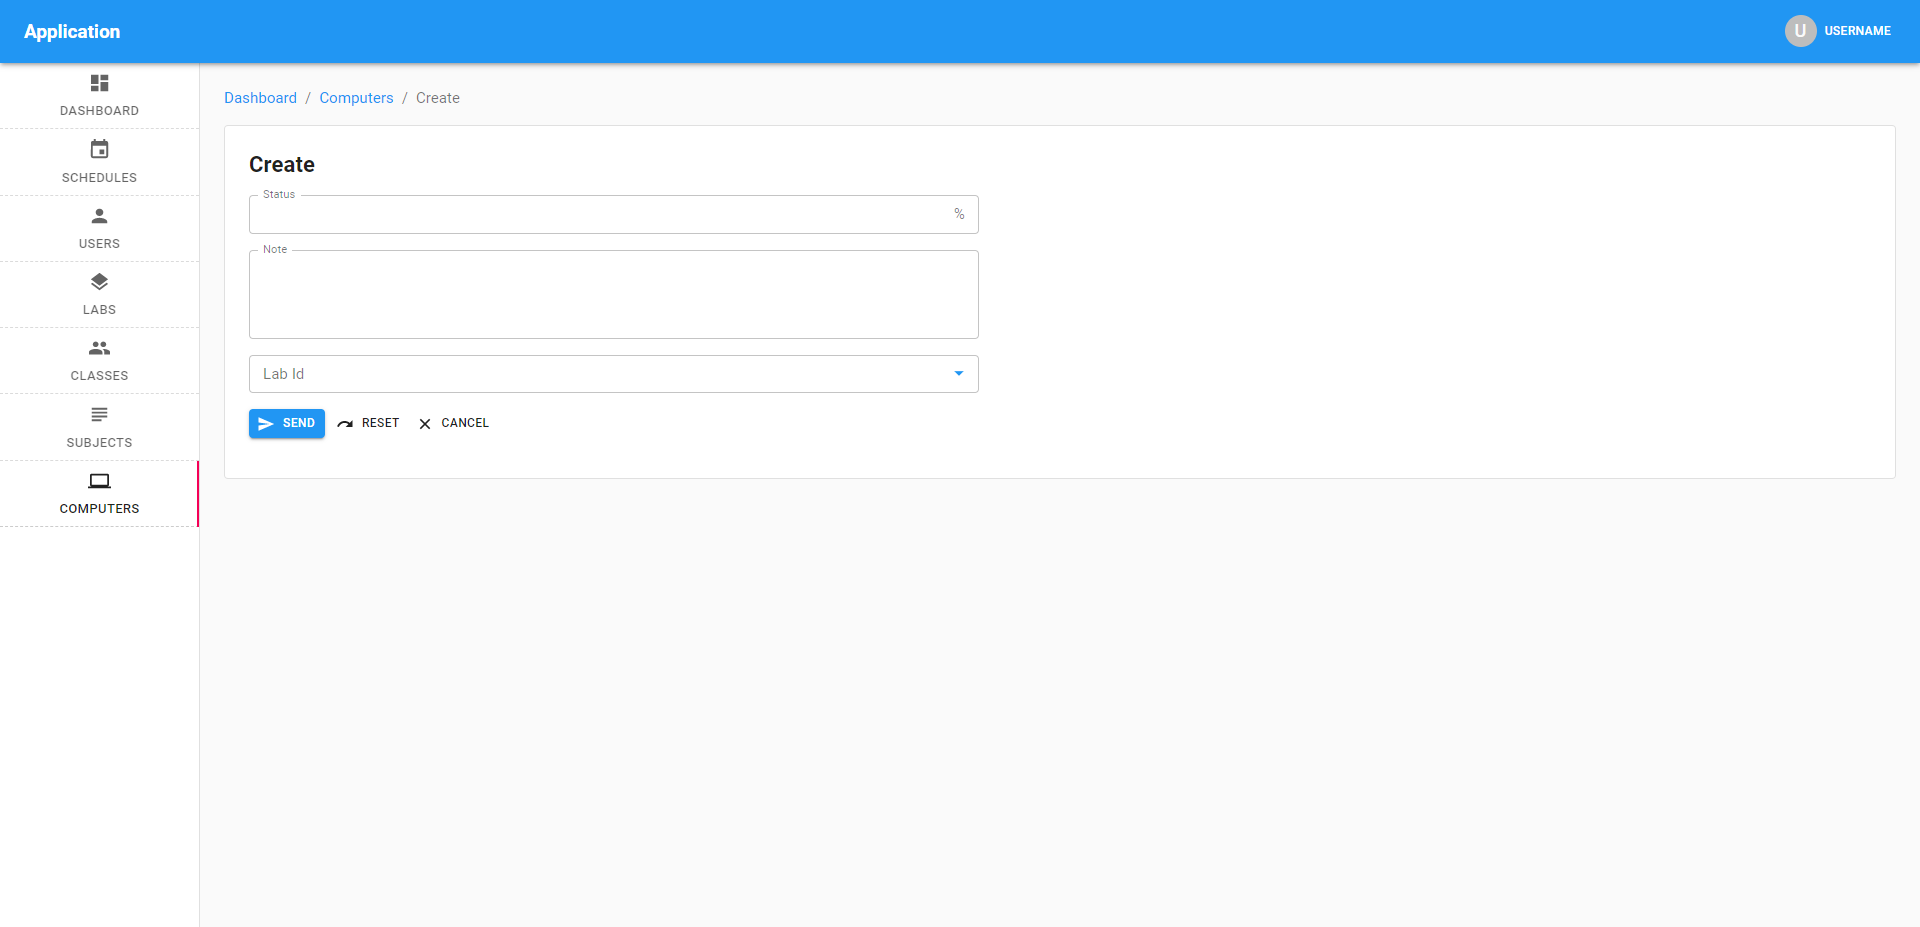 Application
U USERNAME
DASHBOARD
SCHEDULES
USERS
LABS
CLASSES
SUBJECTS
COMPUTERS
Dashboard / Computers / Create
Create
Status
%
Note
Lab Id
SEND RESET CANCEL